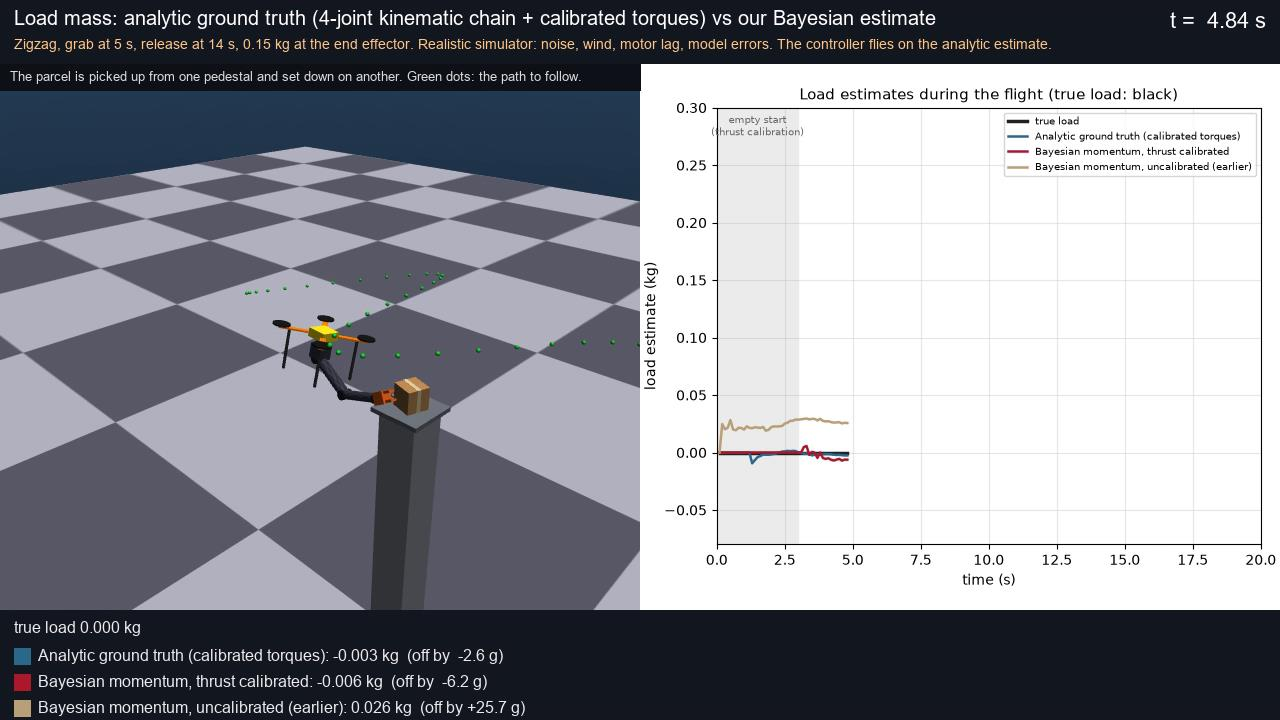 Load mass: analytic ground truth (4-joint kinematic chain + calibrated torques) vs our Bayesian estimate
t = 4.84 s
Zigzag, grab at 5 s, release at 14 s, 0.15 kg at the end effector. Realistic simulator: noise, wind, motor lag, model errors. The controller flies on the analytic estimate.
The parcel is picked up from one pedestal and set down on another. Green dots: the path to follow.
Load estimates during the flight (true load: black)
empty start
(thrust calibration)
true load
Analytic ground truth (calibrated torques)
Bayesian momentum, thrust calibrated
Bayesian momentum, uncalibrated (earlier)
load estimate (kg)
0.30
0.25
0.20
0.15
0.10
0.05
0.00
−0.05
0.0 2.5 5.0 7.5 10.0 12.5 15.0 17.5 20.0
time (s)
true load 0.000 kg
Analytic ground truth (calibrated torques): -0.003 kg (off by -2.6 g)
Bayesian momentum, thrust calibrated: -0.006 kg (off by -6.2 g)
Bayesian momentum, uncalibrated (earlier): 0.026 kg (off by +25.7 g)